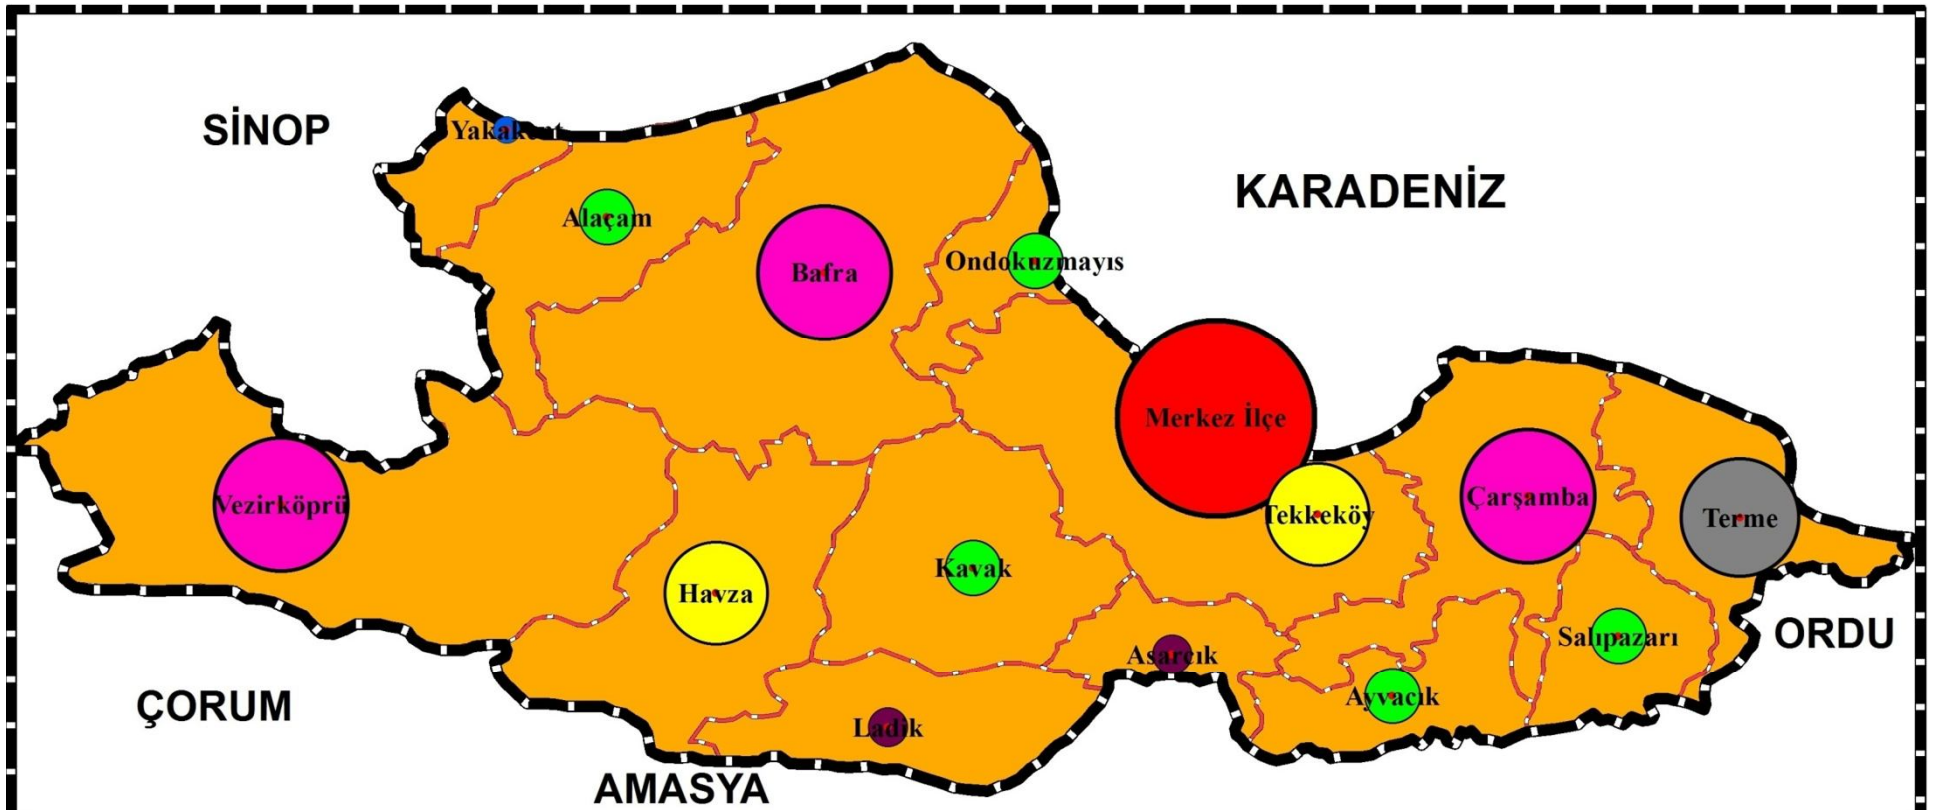 SİNOP
Yakakent
KARADENİZ
Alaçam
Bafra
Ondokuzmayıs
Merkez İlçe
Vezirköprü
Tekkeköy
Çarşamba
Terme
Havza
Kavak
Asarcık
Salıpazarı
ORDU
Ayvacık
ÇORUM
Ladik
AMASYA